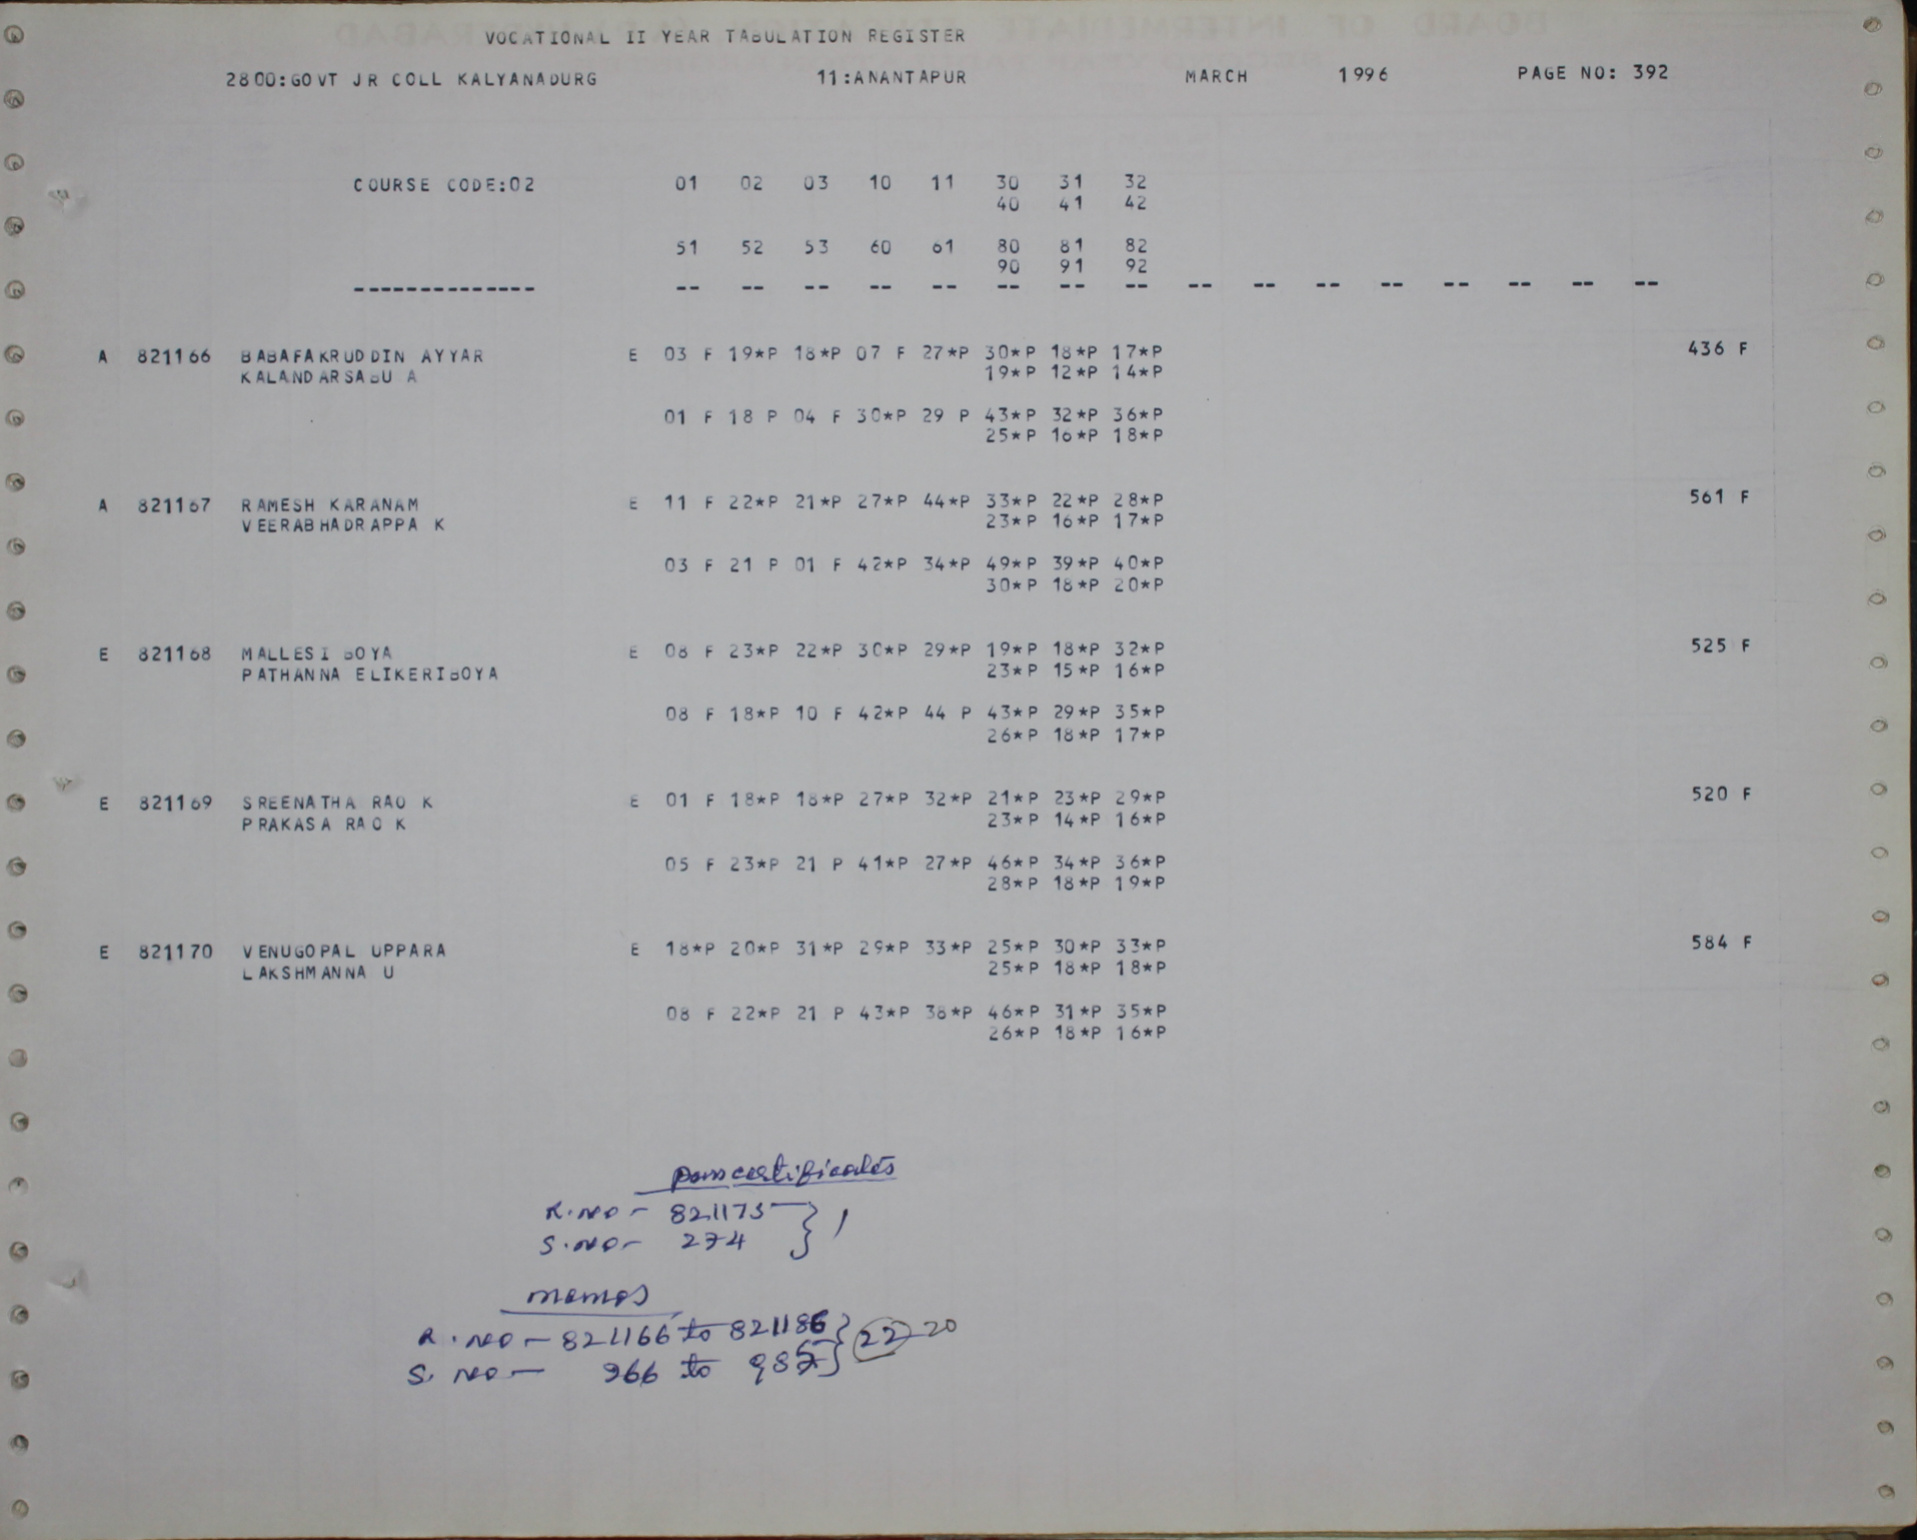 VOCATIONAL II YEAR TABULATION REGISTER
2800:GOVT JR COLL KALYANADURG 11:ANANTAPUR MARCH 1996 PAGE NO: 392
COURSE CODE:02 01 02 03 10 11 30 31 32
40 41 42
51 52 53 60 61 80 81 82
90 91 92
-------------- -- -- -- -- -- -- -- -- -- -- -- -- -- -- -- --
A 821166 BABAFAKRUDDIN AYYAR E 03 F 19*P 18*P 07 F 27*P 30*P 18*P 17*P 436 F
KALANDARSABU A 19*P 12*P 14*P
01 F 18 P 04 F 30*P 29 P 43*P 32*P 36*P
25*P 16*P 18*P
A 821167 RAMESH KARANAM E 11 F 22*P 21*P 27*P 44*P 33*P 22*P 28*P 561 F
VEERABHADRAPPA K 23*P 16*P 17*P
03 F 21 P 01 F 42*P 34*P 49*P 39*P 40*P
30*P 18*P 20*P
E 821168 MALLESI BOYA E 08 F 23*P 22*P 30*P 29*P 19*P 18*P 32*P 525 F
PATHANNA ELIKERIBOYA 23*P 15*P 16*P
08 F 18*P 10 F 42*P 44 P 43*P 29*P 35*P
26*P 18*P 17*P
E 821169 SREENATHA RAO K E 01 F 18*P 18*P 27*P 32*P 21*P 23*P 29*P 520 F
PRAKASA RAO K 23*P 14*P 16*P
05 F 23*P 21 P 41*P 27*P 46*P 34*P 36*P
28*P 18*P 19*P
E 821170 VENUGOPAL UPPARA E 18*P 20*P 31*P 29*P 33*P 25*P 30*P 33*P 584 F
LAKSHMANNA U 25*P 18*P 18*P
08 F 22*P 21 P 43*P 38*P 46*P 31*P 35*P
26*P 18*P 16*P
pass certificates
R.No - 821173 } 1
S.No- 274
memos
R.No - 821166 to 821186 } 22 20
S.No - 966 to